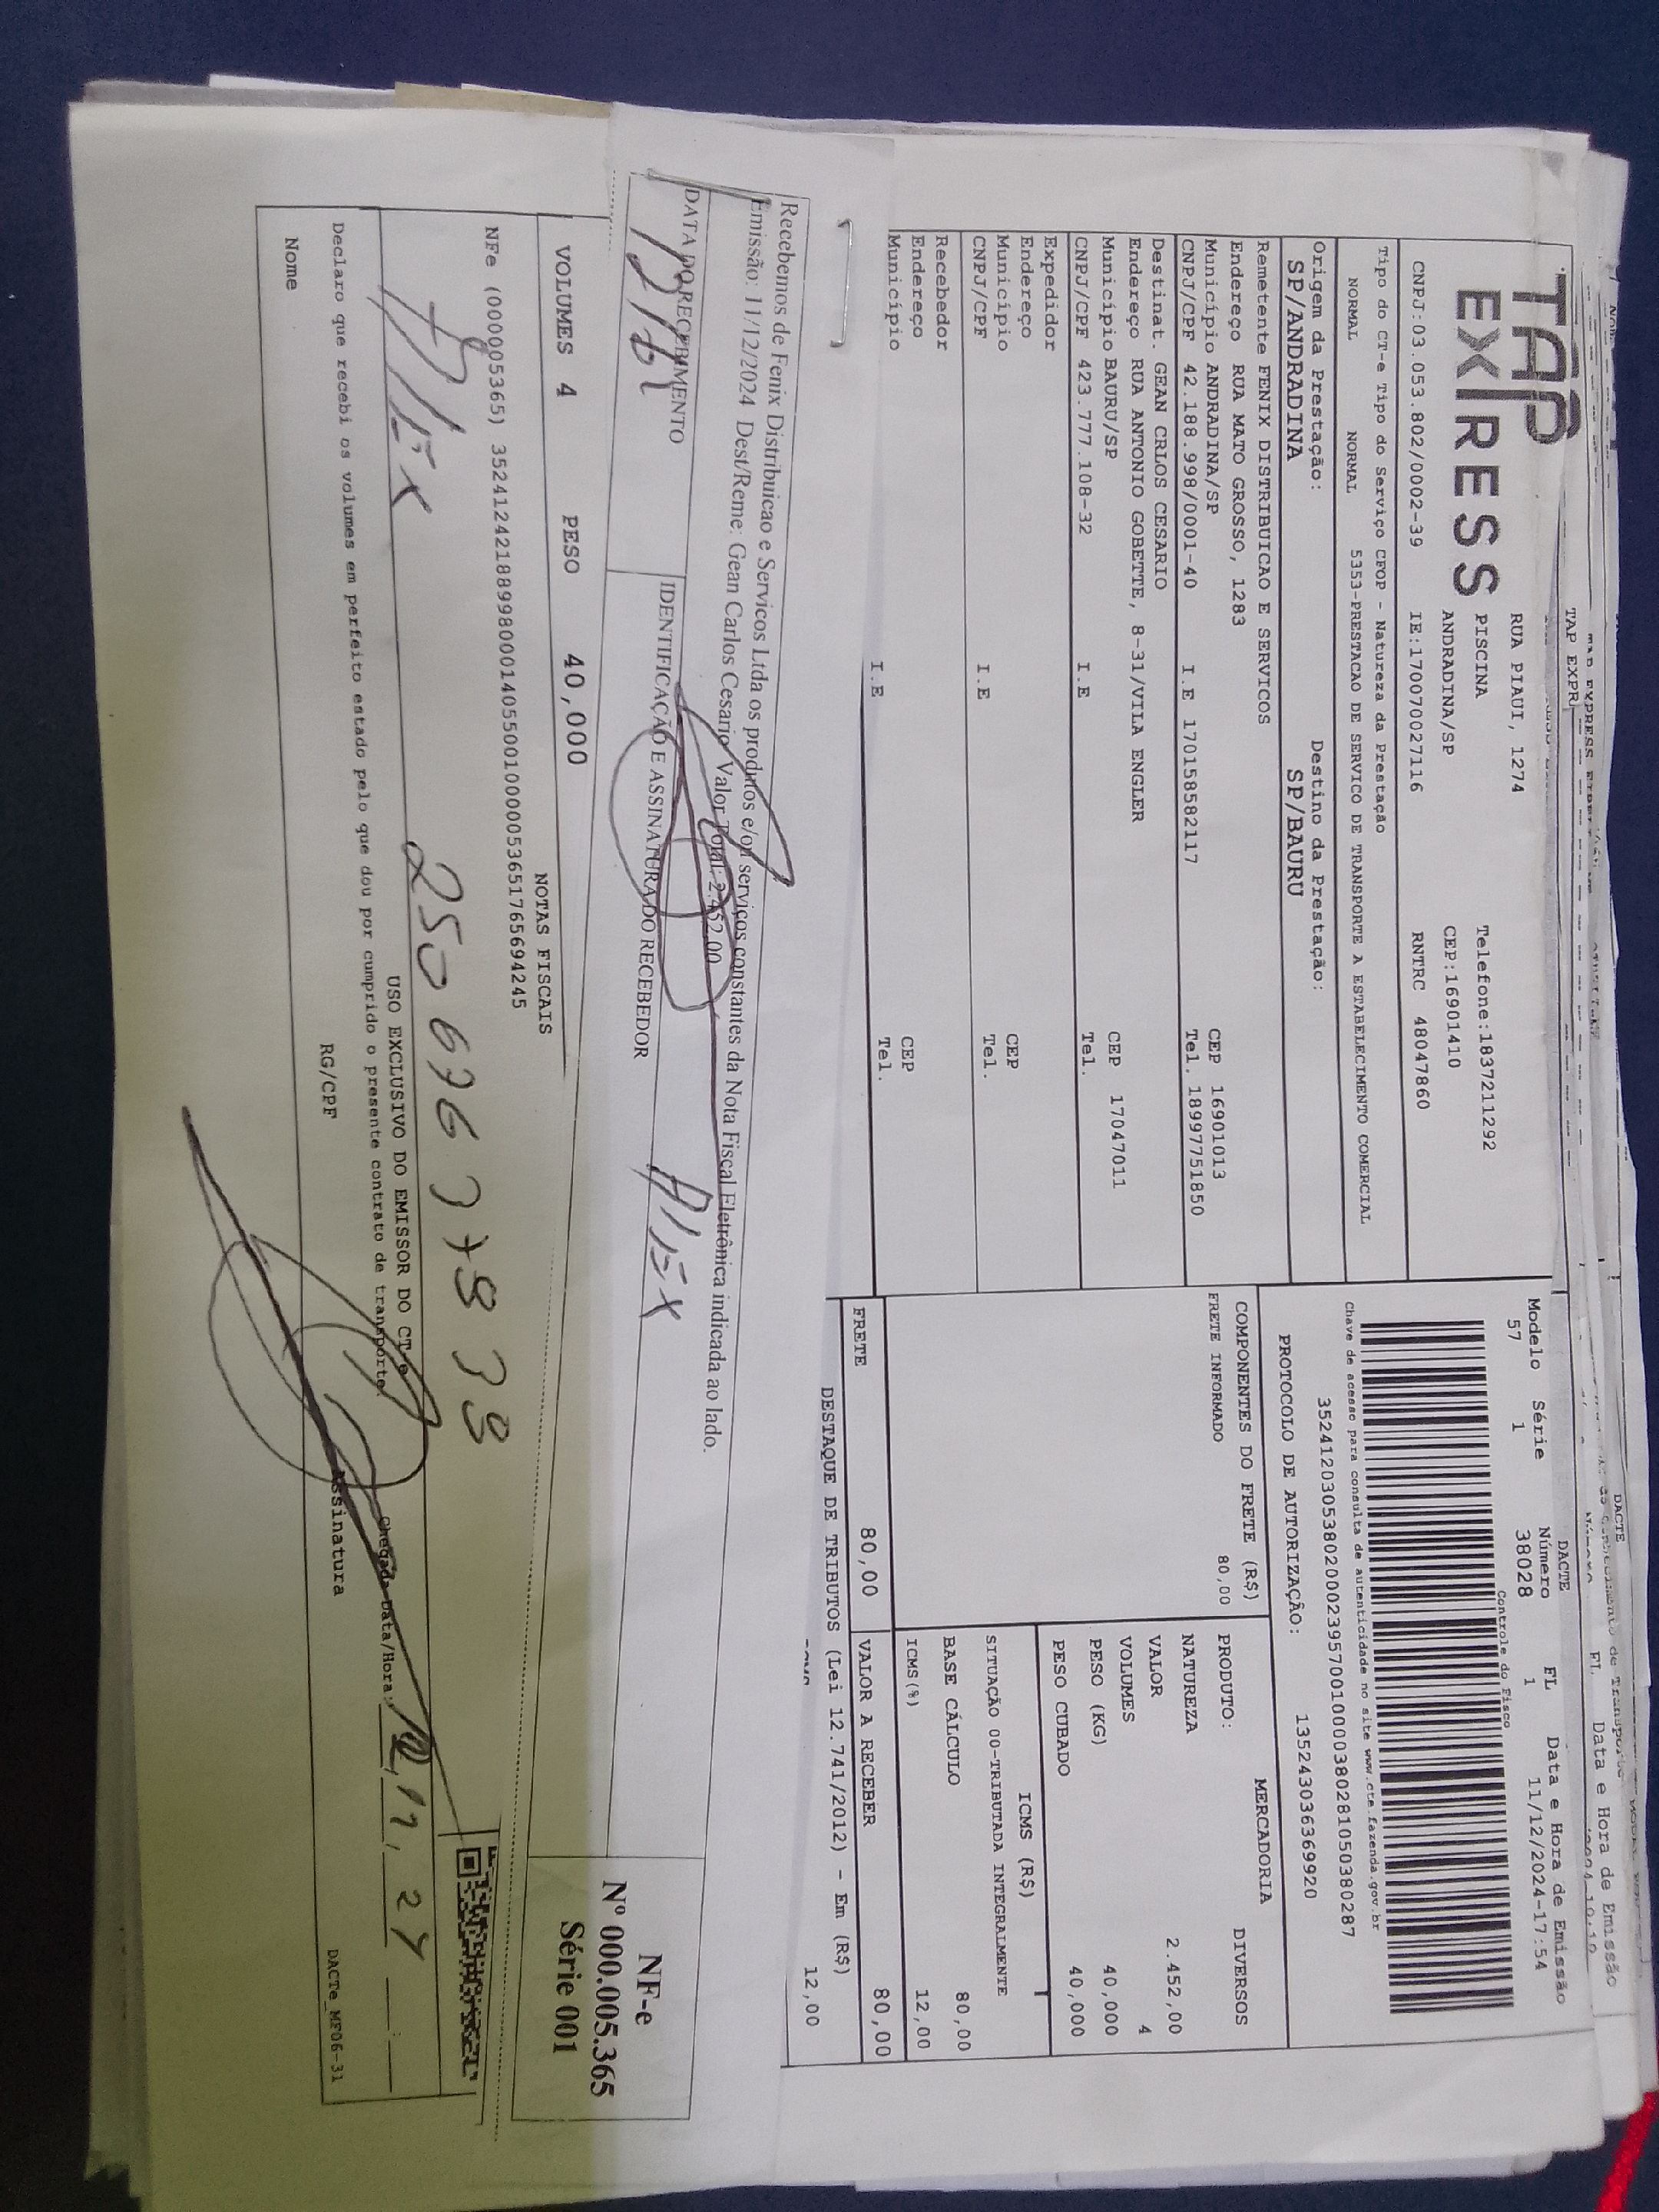 TAP
EXPRESS
RUA PIAUI, 1274
PISCINA
Telefone:1837211292
ANDRADINA/SP
CEP:16901410
CNPJ:03.053.802/0002-39 IE:170070027116 RNTRC 48047860
DACTE
Modelo Série Número FL Data e Hora de Emissão
57 1 38028 1 11/12/2024-17:54
Controle do Fisco
Chave de acesso para consulta de autenticidade no site www.cte.fazenda.gov.br
35241203053802000239570010000380281050380287
PROTOCOLO DE AUTORIZAÇÃO: 135243036369920
Tipo do CT-e Tipo do Serviço CFOP - Natureza da Prestação
NORMAL NORMAL 5353-PRESTACAO DE SERVICO DE TRANSPORTE A ESTABELECIMENTO COMERCIAL
Origem da Prestação: Destino da Prestação:
SP/ANDRADINA SP/BAURU
Remetente FENIX DISTRIBUICAO E SERVICOS
Endereço RUA MATO GROSSO, 1283
Município ANDRADINA/SP CEP 16901013
CNPJ/CPF 42.188.998/0001-40 I.E 170158582117 Tel. 18997751850
Destinat. GEAN CRLOS CESARIO
Endereço RUA ANTONIO GOBETTE, 8-31/VILA ENGLER
Município BAURU/SP CEP 17047011
CNPJ/CPF 423.777.108-32 I.E Tel.
Expedidor
Endereço
Município CEP
CNPJ/CPF I.E Tel.
Recebedor
Endereço
Município CEP
I.E Tel.
COMPONENTES DO FRETE (R$)
FRETE INFORMADO 80,00
MERCADORIA
PRODUTO: DIVERSOS
NATUREZA
VALOR 2.452,00
VOLUMES 4
PESO (KG) 40,000
PESO CUBADO 40,000
ICMS (R$)
SITUAÇÃO 00-TRIBUTADA INTEGRALMENTE
BASE CÁLCULO 80,00
ICMS(%) 12,00
FRETE 80,00 VALOR A RECEBER 80,00
DESTAQUE DE TRIBUTOS (Lei 12.741/2012) - Em (R$)
12,00
Recebemos de Fenix Distribuicao e Servicos Ltda os produtos e/ou serviços constantes da Nota Fiscal Eletrônica indicada ao lado.
Emissão: 11/12/2024 Dest/Reme: Gean Carlos Cesario Valor Total: 2.452,00
DATA DO RECEBIMENTO IDENTIFICAÇÃO E ASSINATURA DO RECEBEDOR
Alex
NF-e
Nº 000.005.365
Série 001
VOLUMES 4 PESO 40,000
NOTAS FISCAIS
NFe (000005365) 35241242188998000140550010000053651765694245
Alex
USO EXCLUSIVO DO EMISSOR DO CT-e
Declaro que recebi os volumes em perfeito estado pelo que dou por cumprido o presente contrato de transporte
Chegada Data/Hora:
Nome RG/CPF Assinatura
DACTe_MF06-31